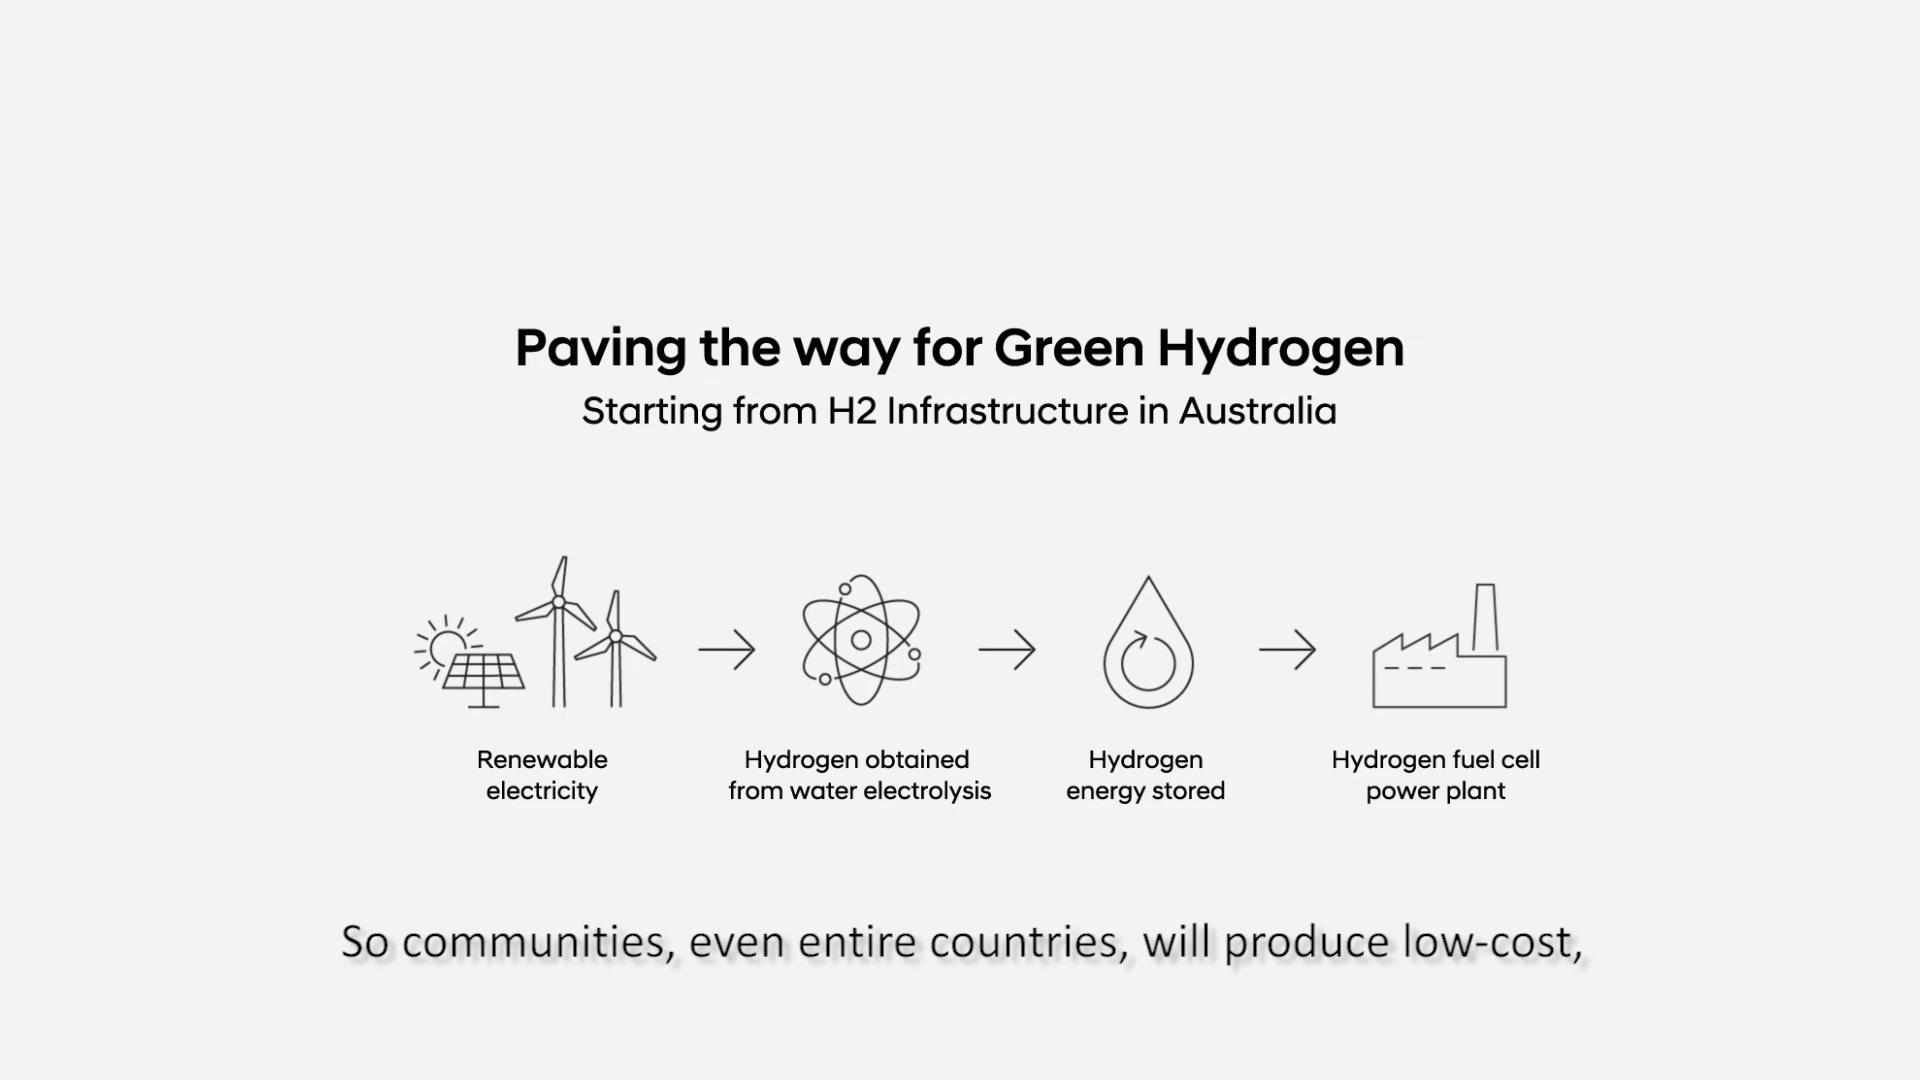 Paving the way for Green Hydrogen
Starting from H2 Infrastructure in Australia
Renewable
electricity
Hydrogen obtained
from water electrolysis
Hydrogen
energy stored
Hydrogen fuel cell
power plant
So communities, even entire countries, will produce low-cost,